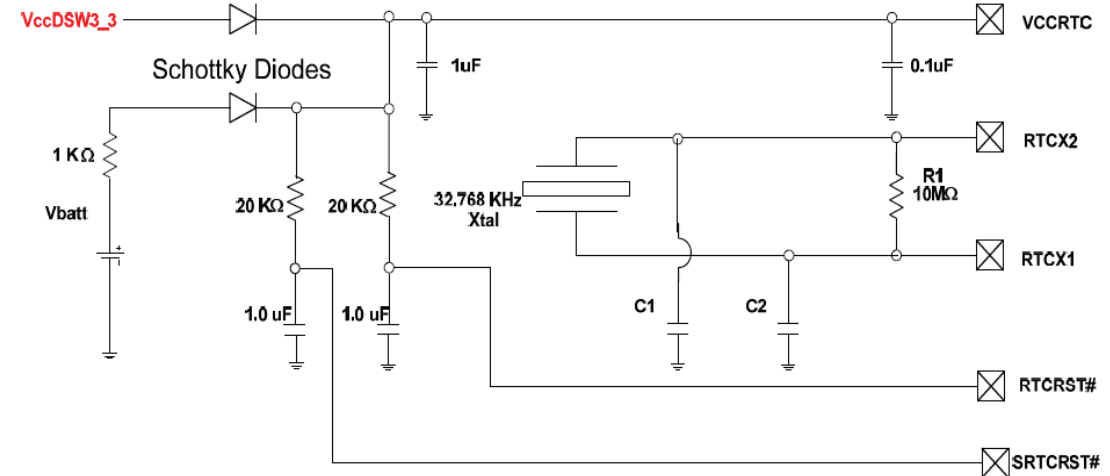 VccDSW3_3
VCCRTC
1uF
0.1uF
Schottky Diodes
RTCX2
1 KΩ
R1
10MΩ
32,768 KHz
Xtal
20 KΩ
20 KΩ
Vbatt
+
RTCX1
C1
C2
1.0 uF
1.0 uF
RTCRST#
SRTCRST#